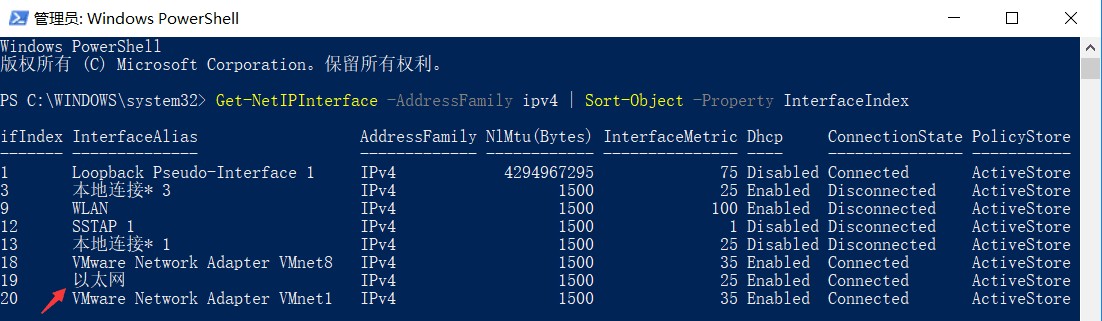 管理员: Windows PowerShell
Windows PowerShell
版权所有 (C) Microsoft Corporation。保留所有权利。
PS C:\WINDOWS\system32> Get-NetIPInterface -AddressFamily ipv4 | Sort-Object -Property InterfaceIndex
ifIndex InterfaceAlias AddressFamily NlMtu(Bytes) InterfaceMetric Dhcp ConnectionState PolicyStore
------- -------------- ------------- ------------ --------------- ---- --------------- -----------
1 Loopback Pseudo-Interface 1 IPv4 4294967295 75 Disabled Connected ActiveStore
3 本地连接* 3 IPv4 1500 25 Enabled Disconnected ActiveStore
9 WLAN IPv4 1500 100 Enabled Disconnected ActiveStore
12 SSTAP 1 IPv4 1500 1 Disabled Disconnected ActiveStore
13 本地连接* 1 IPv4 1500 25 Disabled Disconnected ActiveStore
18 VMware Network Adapter VMnet8 IPv4 1500 35 Enabled Connected ActiveStore
19 以太网 IPv4 1500 25 Enabled Connected ActiveStore
20 VMware Network Adapter VMnet1 IPv4 1500 35 Enabled Connected ActiveStore